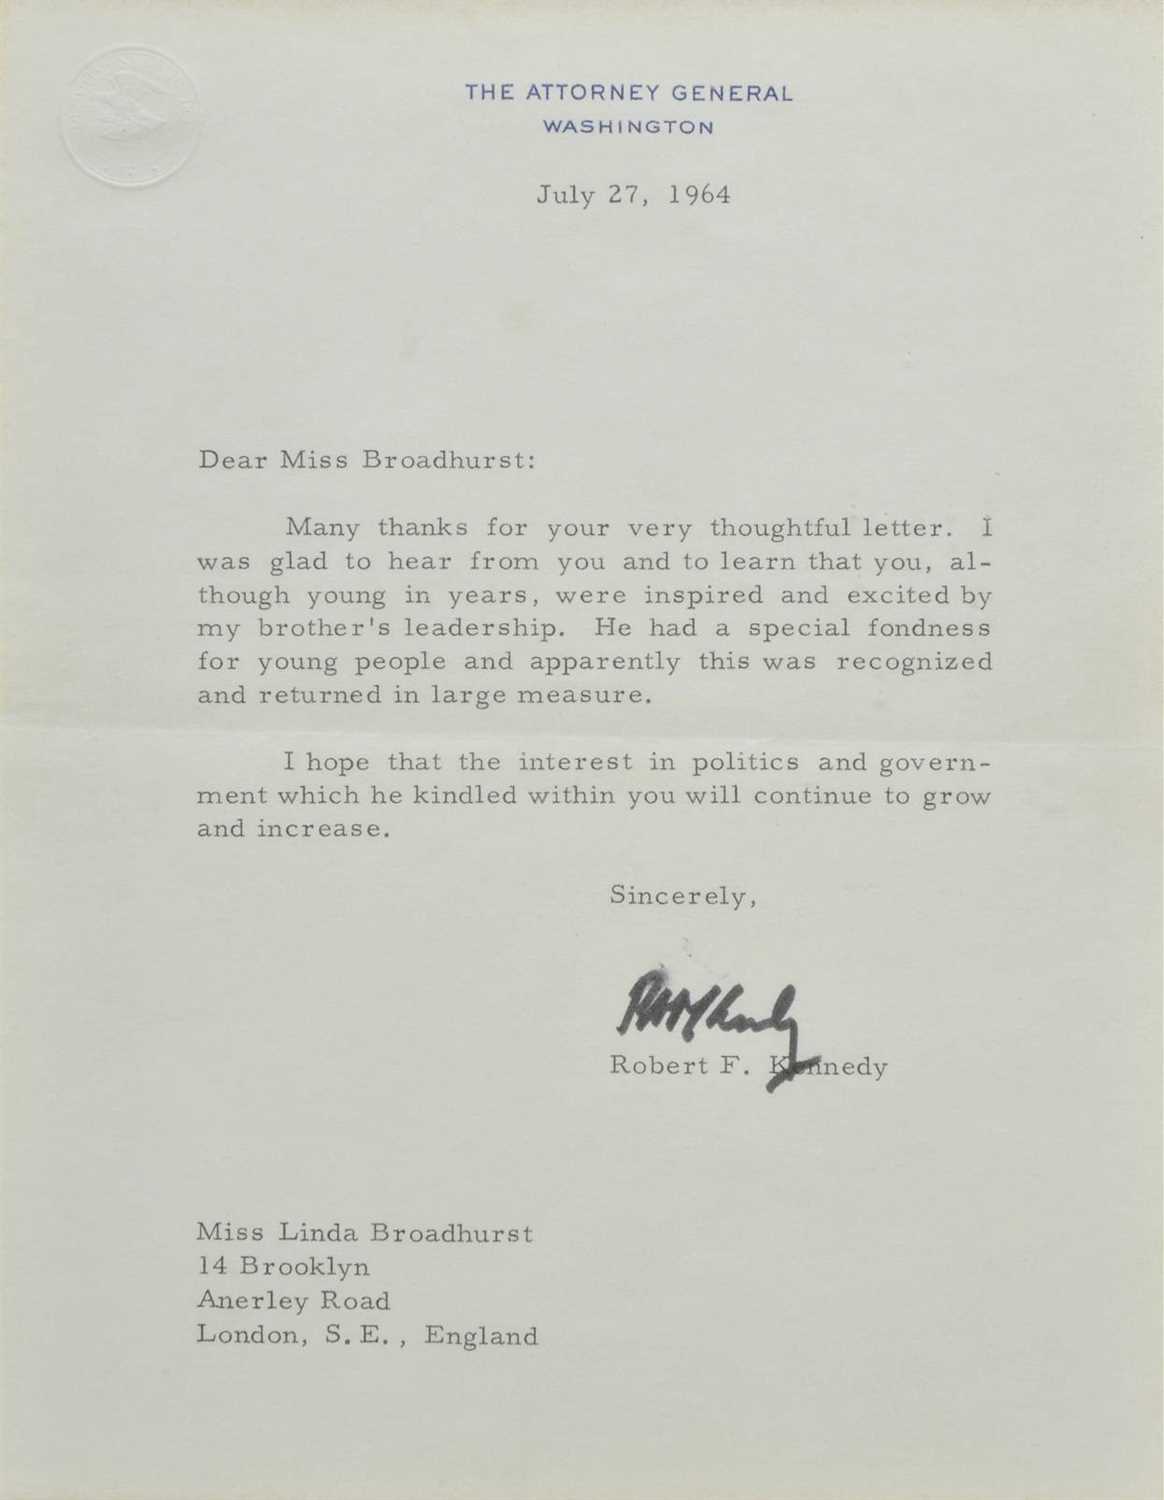 THE ATTORNEY GENERAL
WASHINGTON
July 27, 1964
Dear Miss Broadhurst:
Many thanks for your very thoughtful letter. I
was glad to hear from you and to learn that you, al-
though young in years, were inspired and excited by
my brother's leadership. He had a special fondness
for young people and apparently this was recognized
and returned in large measure.
I hope that the interest in politics and govern-
ment which he kindled within you will continue to grow
and increase.
Sincerely,
Robert F. Kennedy
Miss Linda Broadhurst
14 Brooklyn
Anerley Road
London, S. E. , England